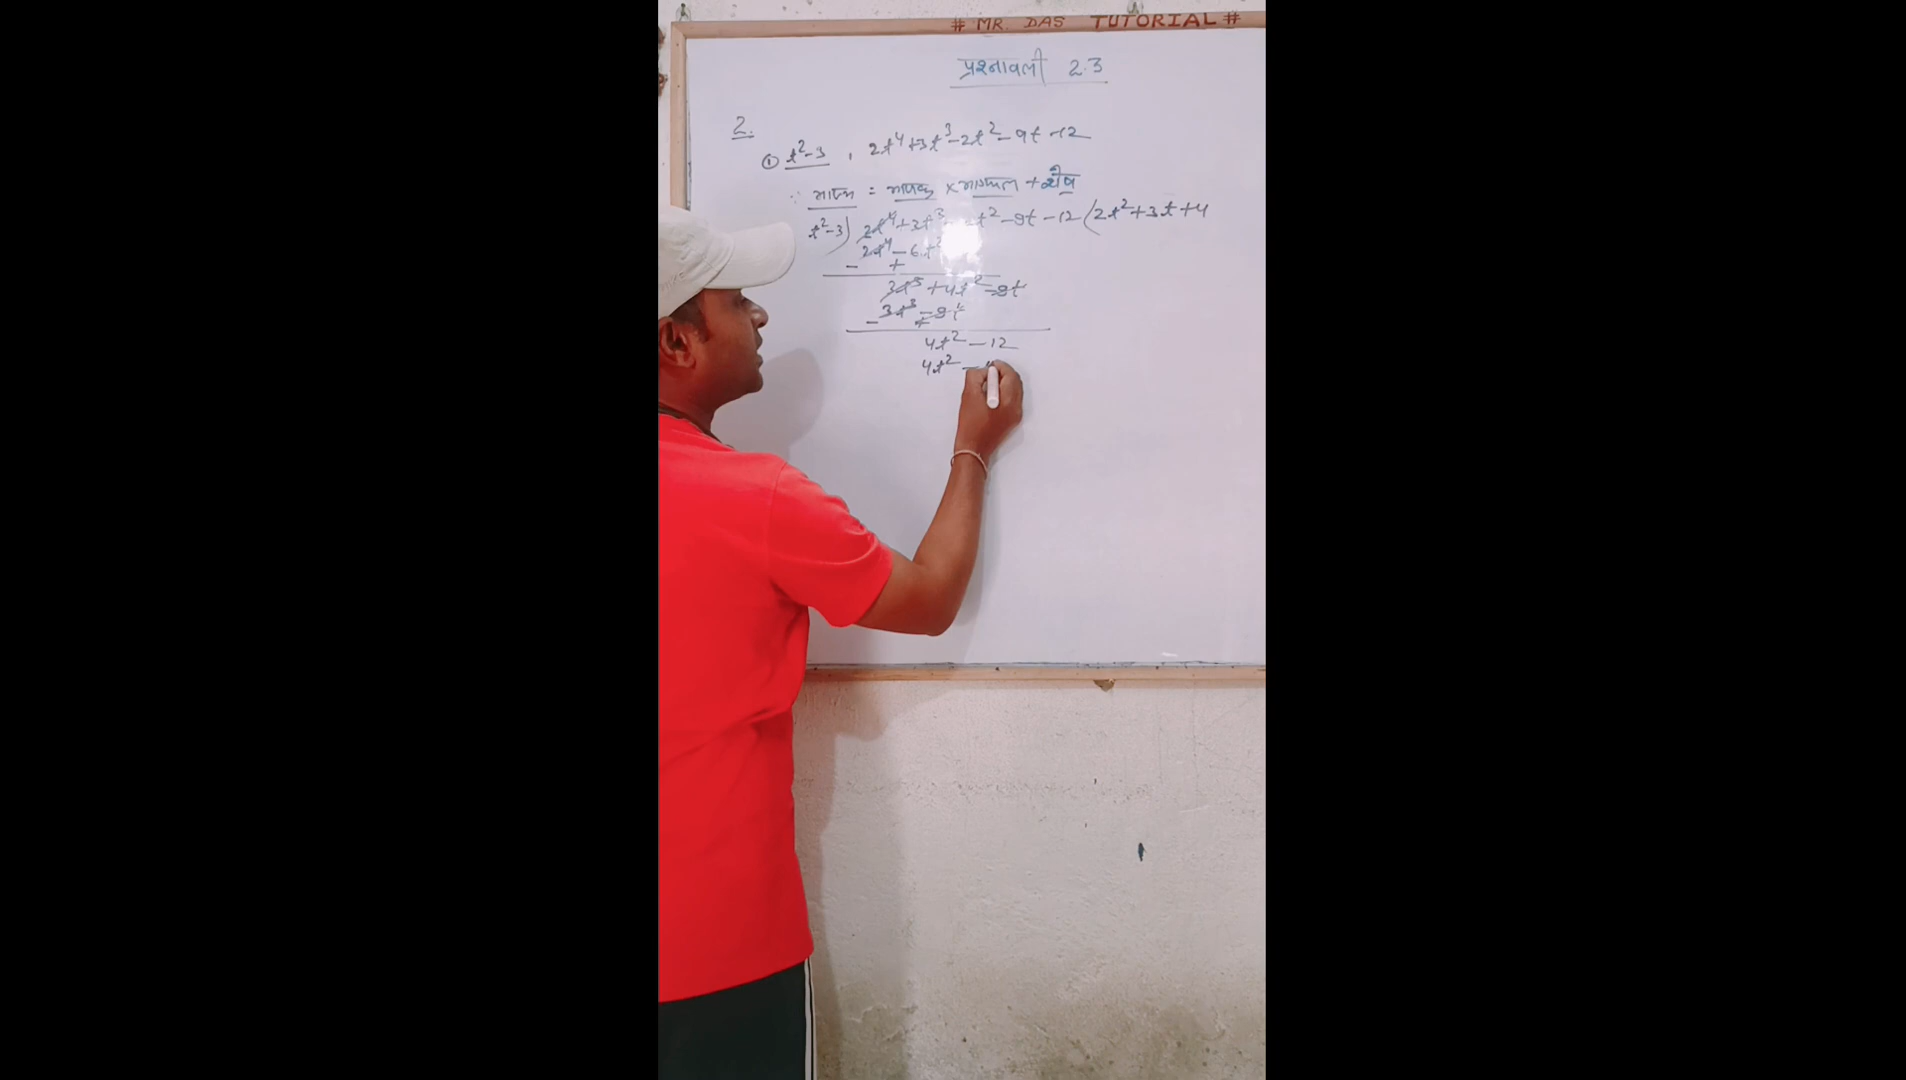 # MR. DAS TUTORIAL #
प्रश्नावली 2.3
2.
① t²-3 , 2t⁴+3t³-2t²-9t-12
∵ भाज्य = भाजक × भागफल + शेष
t²-3) 2t⁴+3t³-2t²-9t-12 (2t²+3t+4
2t⁴-6t²
- +
3t³+4t²-9t
3t³-9t
- +
4t²-12
4t²-